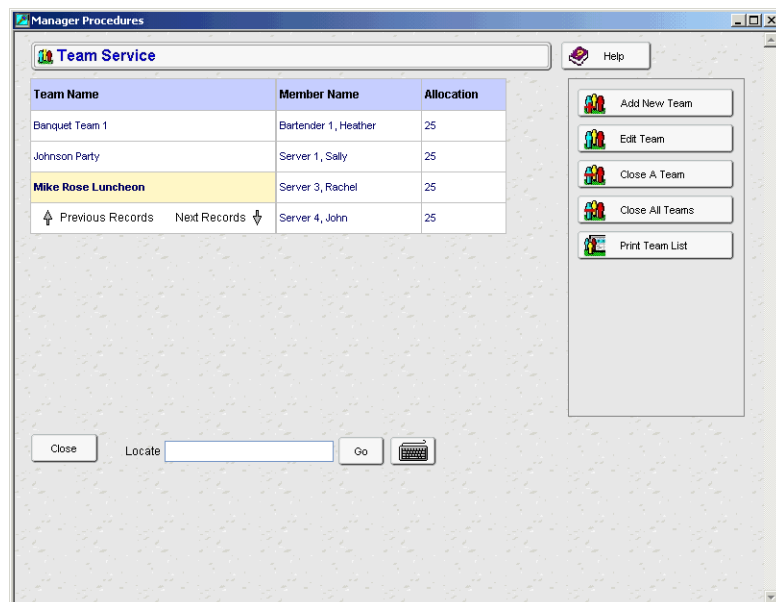 Manager Procedures
Team Service
Help
Team Name Member Name Allocation
Banquet Team 1 Bartender 1, Heather 25
Johnson Party Server 1, Sally 25
Mike Rose Luncheon Server 3, Rachel 25
Previous Records Next Records Server 4, John 25
Add New Team
Edit Team
Close A Team
Close All Teams
Print Team List
Close Locate Go